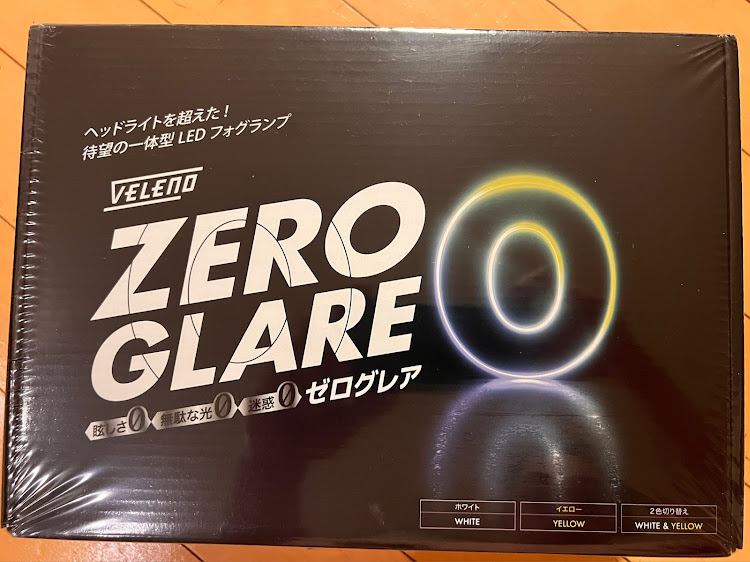 ヘッドライトを超えた!
待望の一体型 LED フォグランプ
VELENO
ZERO
GLARE
0
眩しさ0 無駄な光0 迷惑0 ゼログレア
ホワイト
WHITE
イエロー
YELLOW
2色切り替え
WHITE & YELLOW